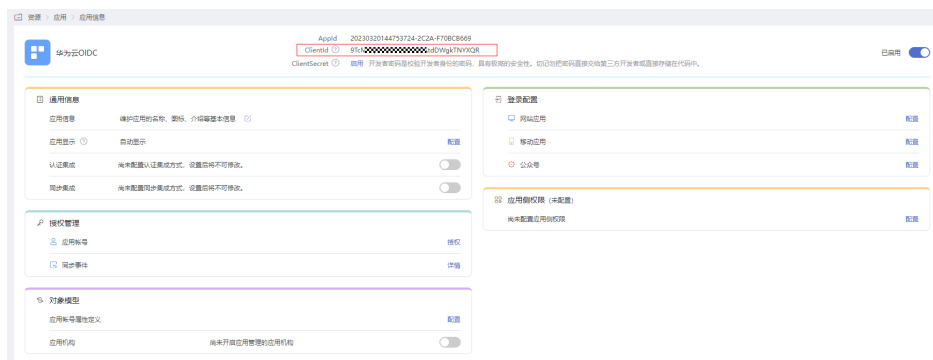 资源 > 应用 > 应用信息
华为云OIDC
AppId 20230320144753724-2C2A-F70BCB669
ClientId 9TcN tdDWgkTNYXQR
ClientSecret 启用 开发者密码是校验开发者身份的密码，具有极高的安全性。切记勿把密码直接交给第三方开发者或直接存储在代码中。
已启用
通用信息
应用信息 维护应用的名称、图标、介绍等基本信息
应用显示 自动显示 配置
认证集成 尚未配置认证集成方式，设置后将不可修改。
同步集成 尚未配置同步集成方式，设置后将不可修改。
授权管理
应用帐号 授权
同步事件 详情
对象模型
应用帐号属性定义 配置
应用机构 尚未开启应用管理的应用机构
登录配置
网站应用 配置
移动应用 配置
公众号 配置
应用侧权限 (未配置)
尚未配置应用侧权限 配置